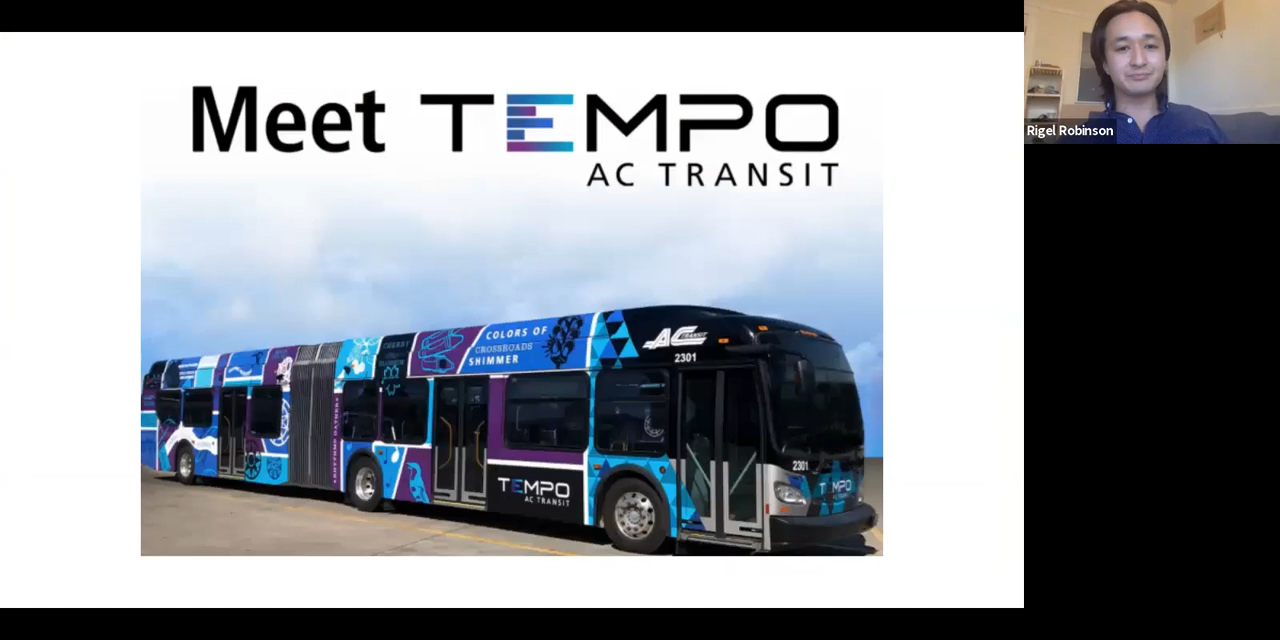 Meet TEMPO
AC TRANSIT
Rigel Robinson
COLORS OF
CROSSROADS
SHIMMER
AC TRANSIT
2301
2301
TEMPO
AC TRANSIT
TEMPO